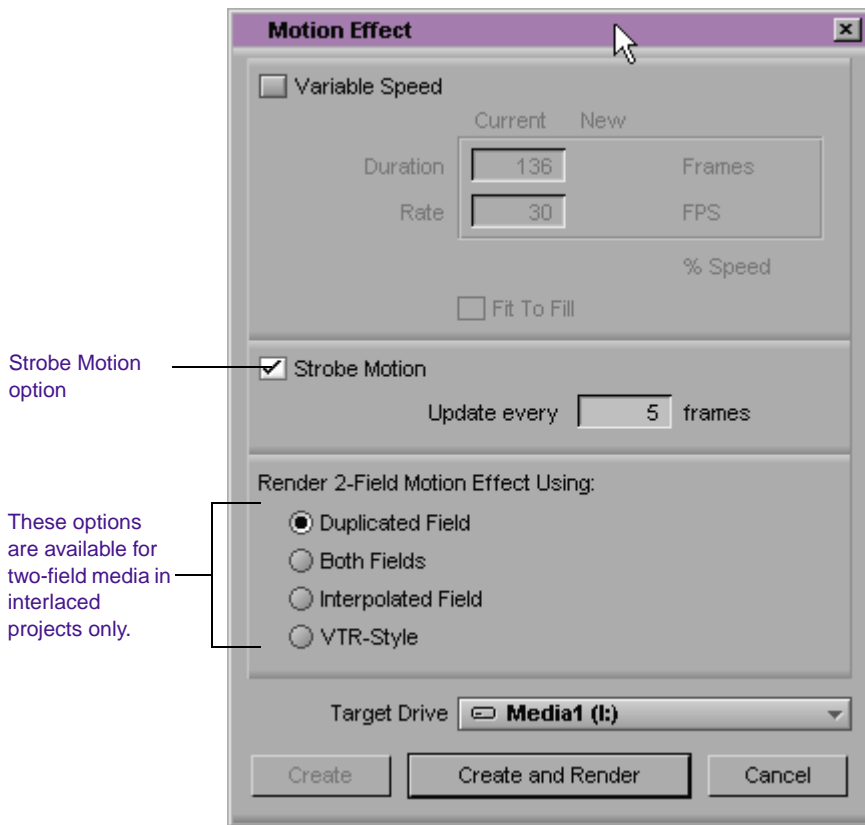 Motion Effect
Variable Speed
Current New
Duration 136 Frames
Rate 30 FPS
% Speed
Fit To Fill
Strobe Motion
option
Strobe Motion
Update every 5 frames
Render 2-Field Motion Effect Using:
These options
are available for
two-field media in
interlaced
projects only.
Duplicated Field
Both Fields
Interpolated Field
VTR-Style
Target Drive Media1 (I:)
Create Create and Render Cancel